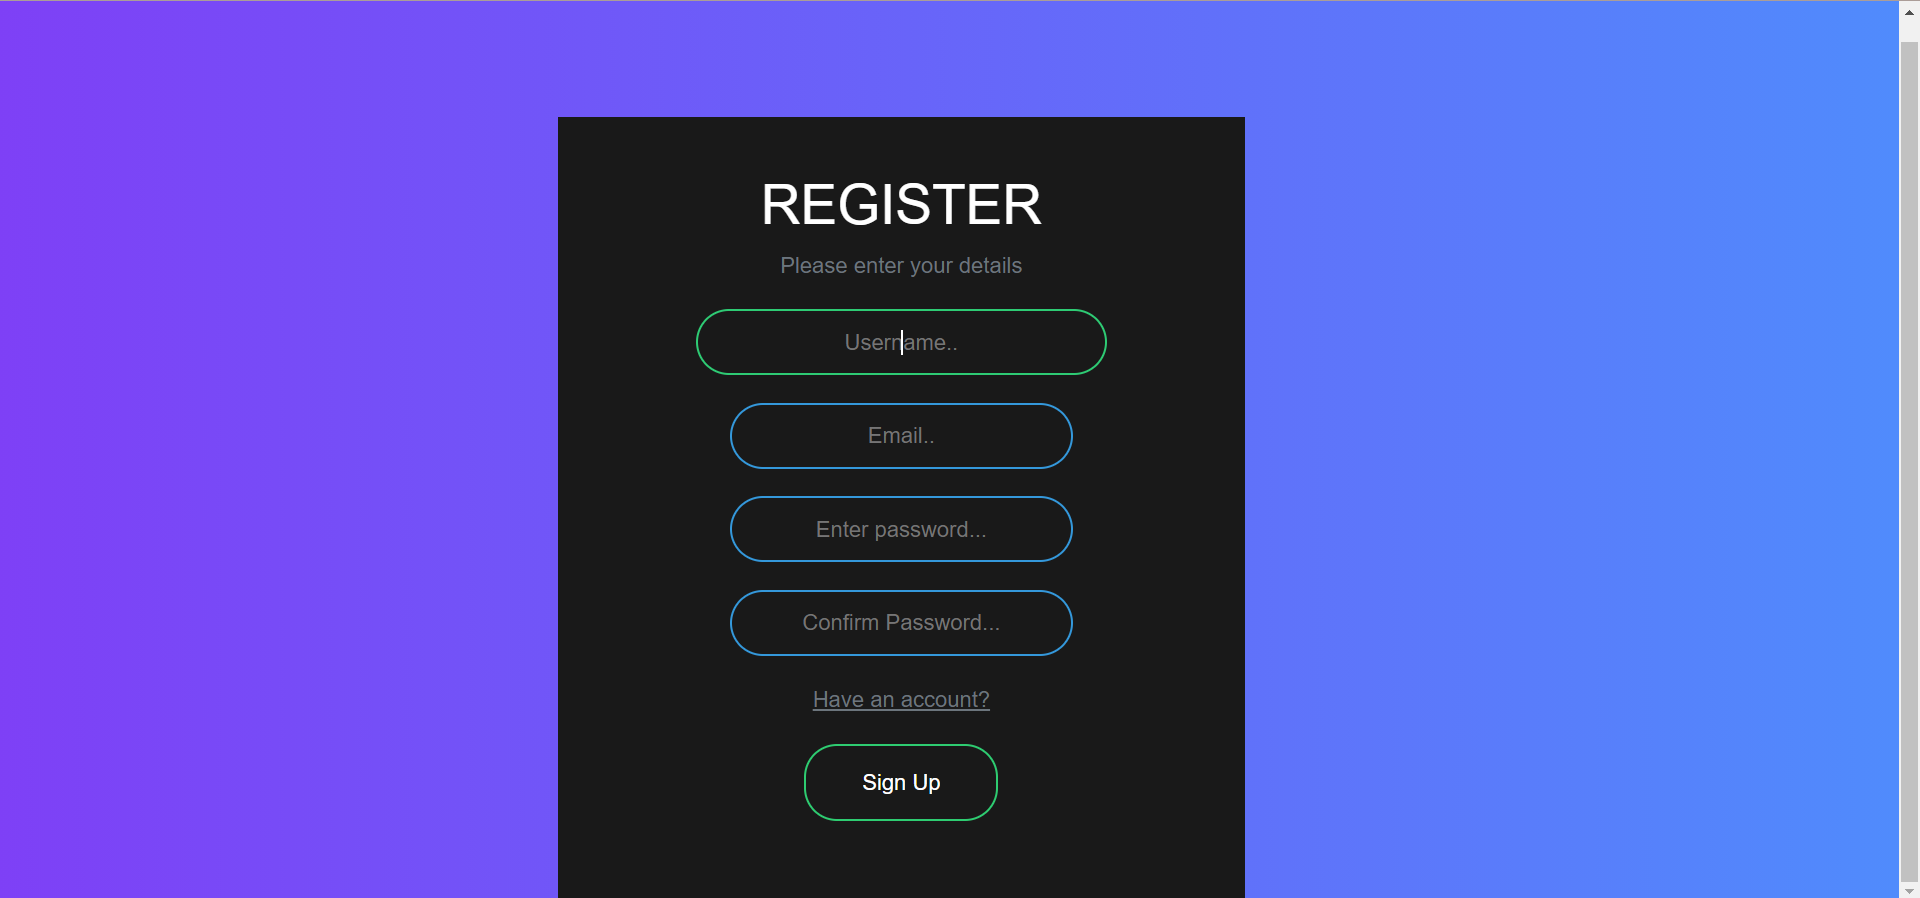 REGISTER
Please enter your details
Username..
Email..
Enter password...
Confirm Password...
Have an account?
Sign Up